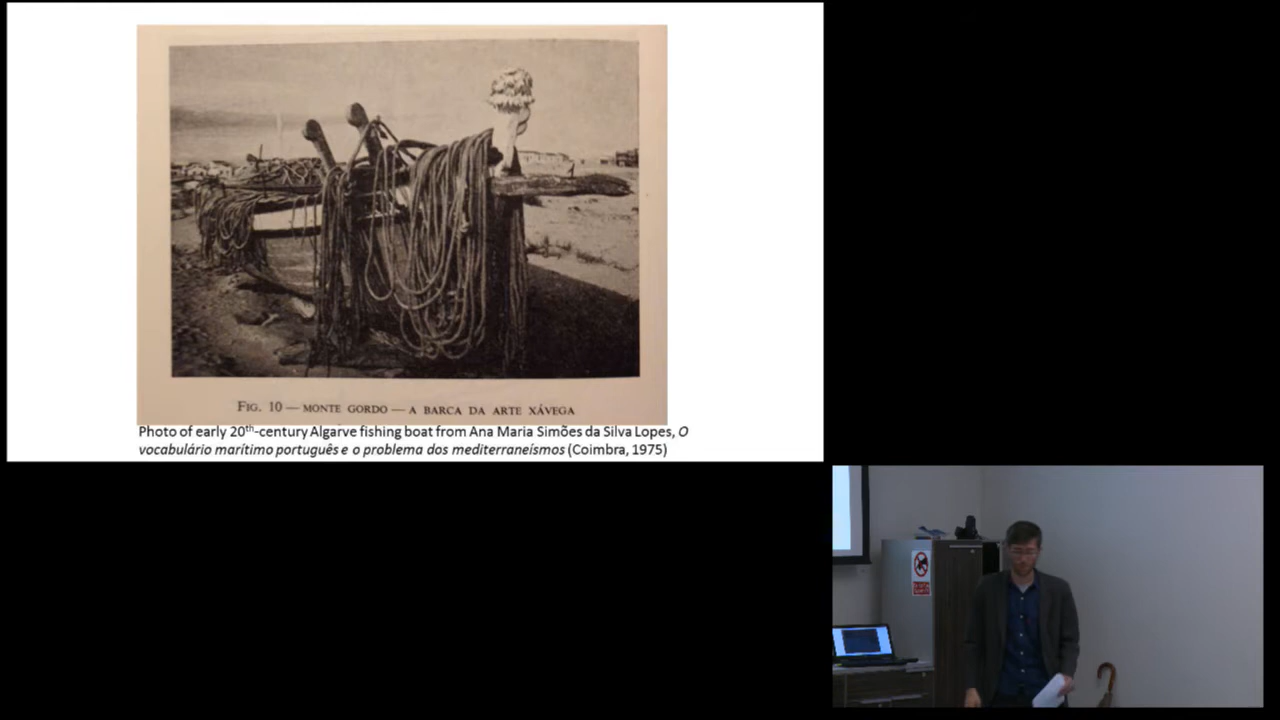 FIG. 10 — MONTE GORDO — A BARCA DA ARTE XÁVEGA
Photo of early 20th-century Algarve fishing boat from Ana Maria Simões da Silva Lopes, O
vocabulário marítimo português e o problema dos mediterraneísmos (Coimbra, 1975)